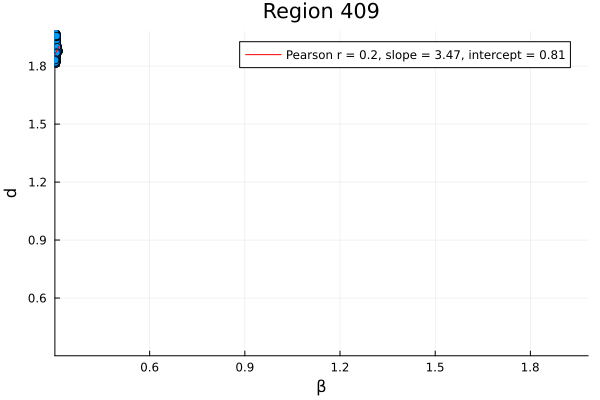 Region 409
Pearson r = 0.2, slope = 3.47, intercept = 0.81
1.8
1.5
1.2
0.9
0.6
d
0.6 0.9 1.2 1.5 1.8
β